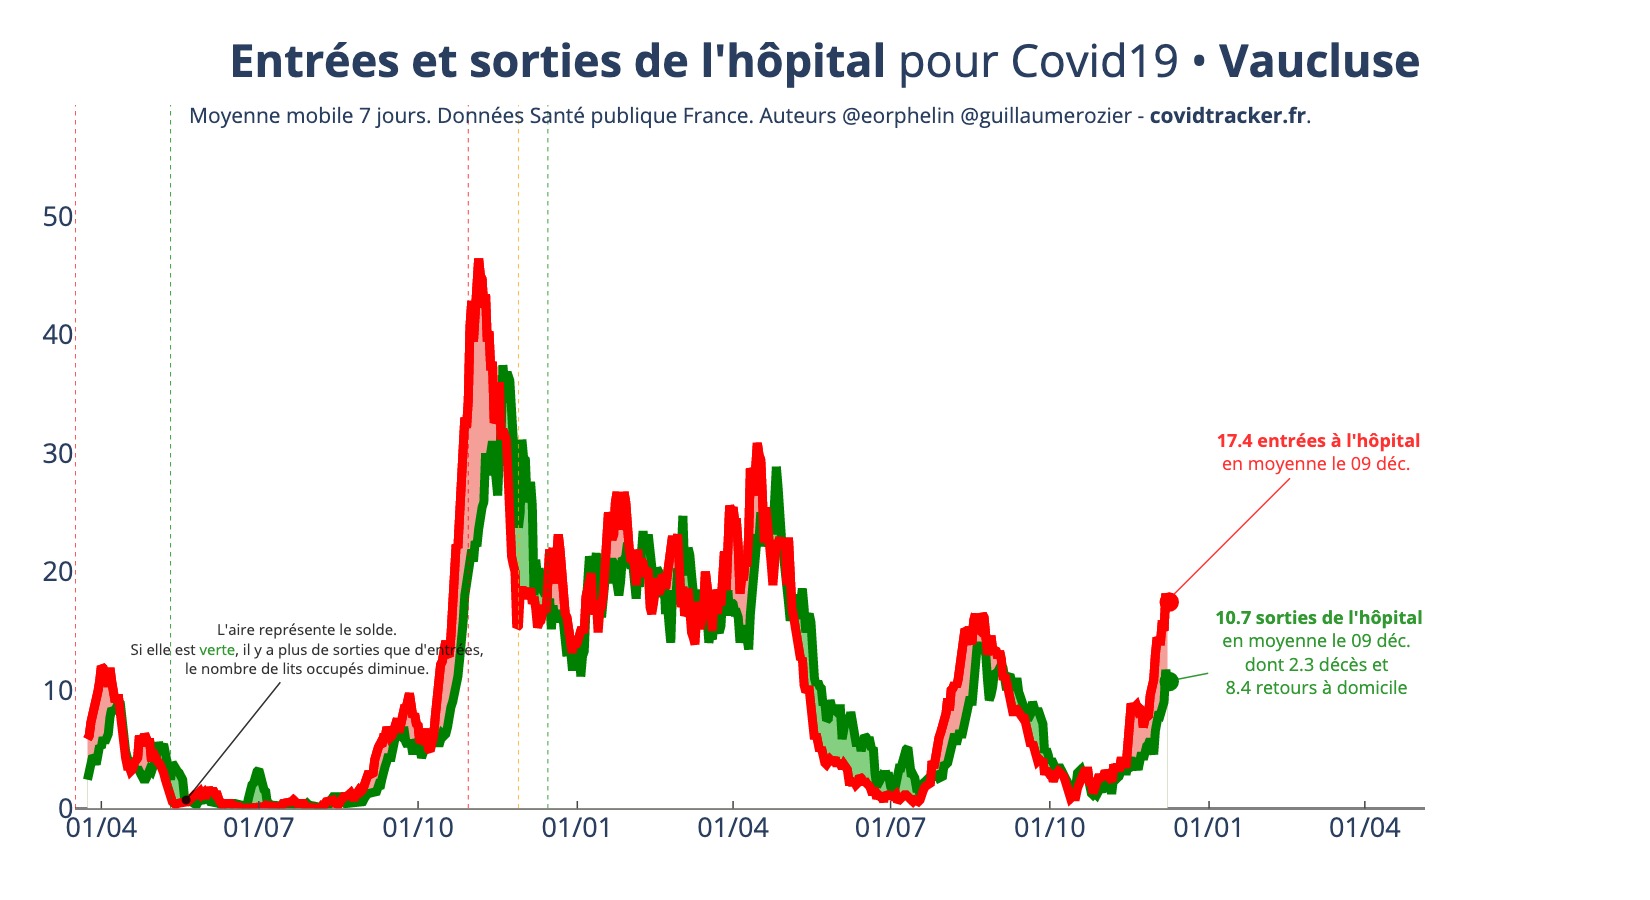 Entrées et sorties de l'hôpital pour Covid19 • Vaucluse
Moyenne mobile 7 jours. Données Santé publique France. Auteurs @eorphelin @guillaumerozier - covidtracker.fr.
50
40
30
20
10
0
17.4 entrées à l'hôpital
en moyenne le 09 déc.
10.7 sorties de l'hôpital
en moyenne le 09 déc.
dont 2.3 décès et
8.4 retours à domicile
L'aire représente le solde.
Si elle est verte, il y a plus de sorties que d'entrées,
le nombre de lits occupés diminue.
01/04 01/07 01/10 01/01 01/04 01/07 01/10 01/01 01/04